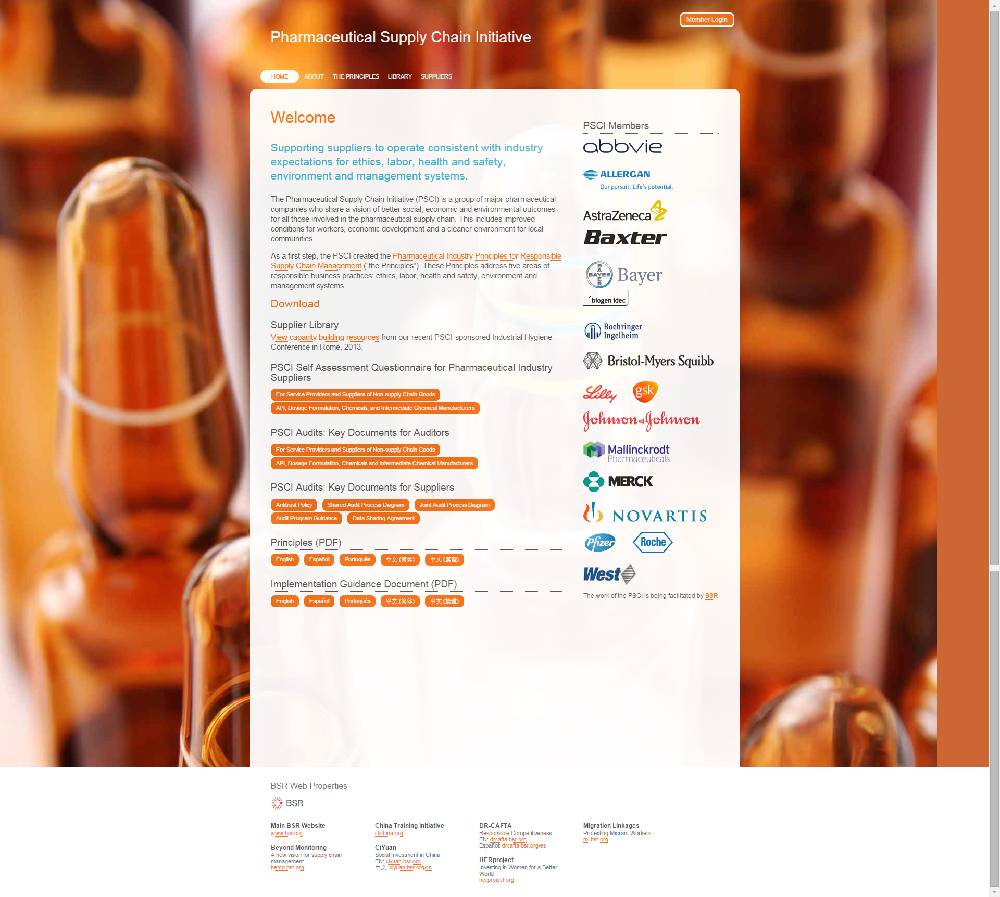 Member Login
Pharmaceutical Supply Chain Initiative
HOME ABOUT THE PRINCIPLES LIBRARY SUPPLIERS
Welcome
Supporting suppliers to operate consistent with industry
expectations for ethics, labor, health and safety,
environment and management systems.
The Pharmaceutical Supply Chain Initiative (PSCI) is a group of major pharmaceutical
companies who share a vision of better social, economic and environmental outcomes
for all those involved in the pharmaceutical supply chain. This includes improved
conditions for workers, economic development and a cleaner environment for local
communities.
As a first step, the PSCI created the Pharmaceutical Industry Principles for Responsible
Supply Chain Management (“the Principles”). These Principles address five areas of
responsible business practices: ethics, labor, health and safety, environment and
management systems.
Download
Supplier Library
View capacity building resources from our recent PSCI-sponsored Industrial Hygiene
Conference in Rome, 2013.
PSCI Self Assessment Questionnaire for Pharmaceutical Industry
Suppliers
For Service Providers and Suppliers of Non-supply Chain Goods
API, Dosage Formulation, Chemicals, and Intermediate Chemical Manufacturers
PSCI Audits: Key Documents for Auditors
For Service Providers and Suppliers of Non-supply Chain Goods
API, Dosage Formulation, Chemicals and Intermediate Chemical Manufacturers
PSCI Audits: Key Documents for Suppliers
Antitrust Policy Shared Audit Process Diagram Joint Audit Process Diagram
Audit Program Guidance Data Sharing Agreement
Principles (PDF)
English Español Português 中文 (简体) 中文 (繁體)
Implementation Guidance Document (PDF)
English Español Português 中文 (简体) 中文 (繁體)
PSCI Members
abbvie
ALLERGAN
Our pursuit. Life's potential.
AstraZeneca
Baxter
BAYER BAYER Bayer
biogen idec
Boehringer
Ingelheim
Bristol-Myers Squibb
Lilly gsk
Johnson & Johnson
Mallinckrodt
Pharmaceuticals
MERCK
NOVARTIS
Pfizer Roche
West
The work of the PSCI is being facilitated by BSR
BSR Web Properties
BSR
Main BSR Website
www.bsr.org
Beyond Monitoring
A new vision for supply chain
management.
bemo.bsr.org
China Training Initiative
ctichina.org
CiYuan
Social Investment in China
EN: ciyuan.bsr.org
中文: ciyuan.bsr.org/cn
DR-CAFTA
Responsible Competitiveness
EN: drcafta.bsr.org
Español: drcafta.bsr.org/es
HERproject
Investing in Women for a Better
World
herproject.org
Migration Linkages
Protecting Migrant Workers
ml.bsr.org